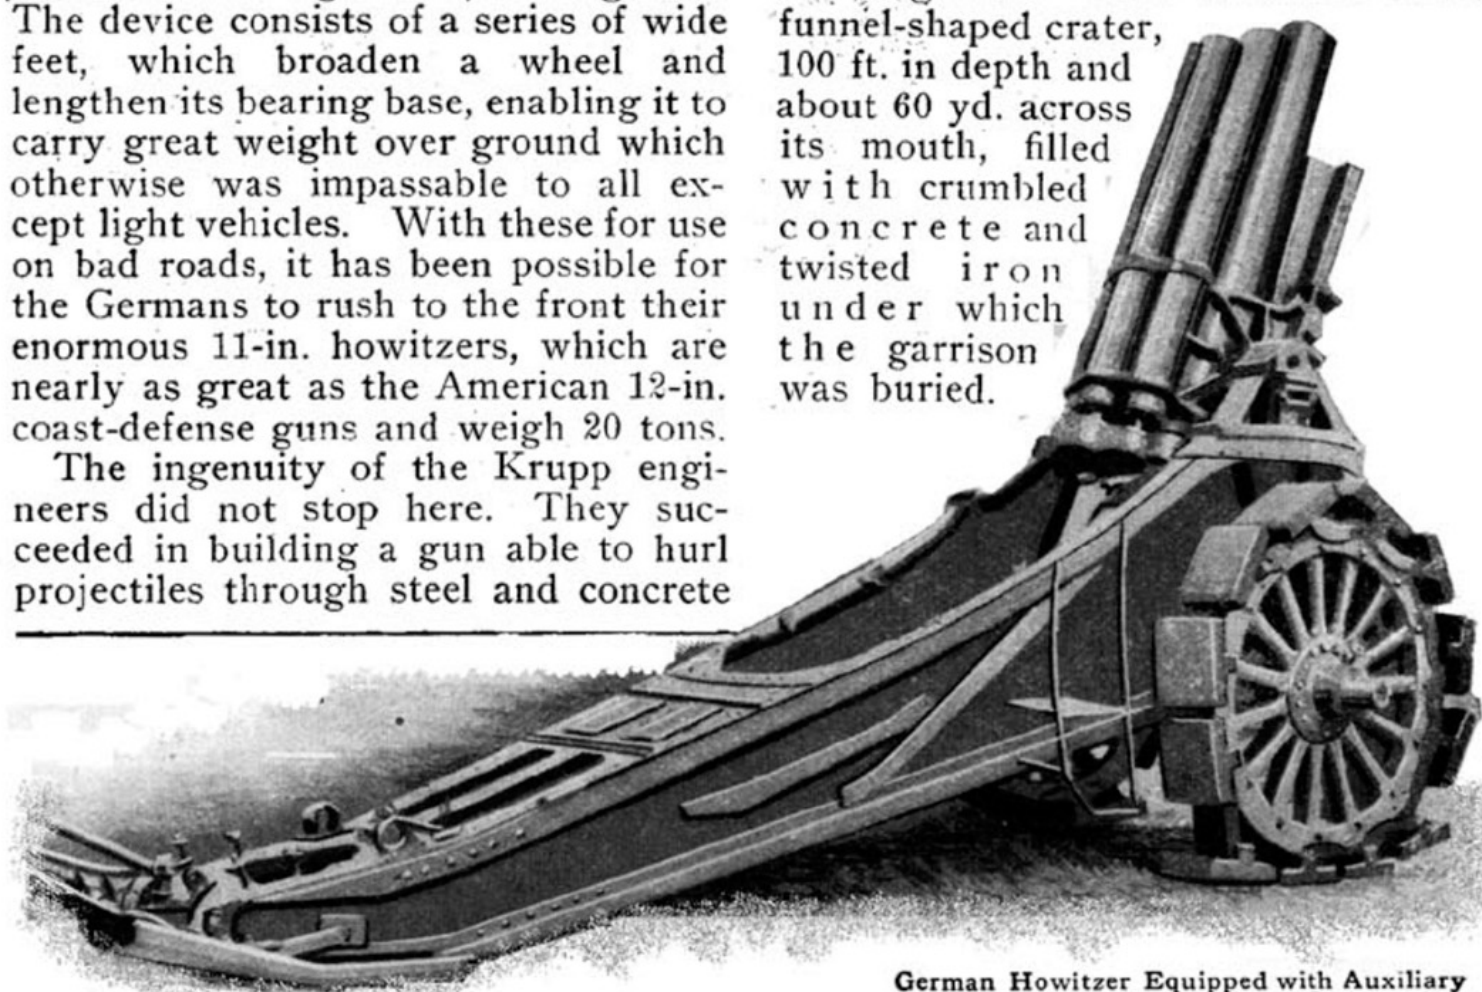 The device consists of a series of wide
feet, which broaden a wheel and
lengthen its bearing base, enabling it to
carry great weight over ground which
otherwise was impassable to all ex-
cept light vehicles. With these for use
on bad roads, it has been possible for
the Germans to rush to the front their
enormous 11-in. howitzers, which are
nearly as great as the American 12-in.
coast-defense guns and weigh 20 tons.
The ingenuity of the Krupp engi-
neers did not stop here. They suc-
ceeded in building a gun able to hurl
projectiles through steel and concrete
funnel-shaped crater,
100 ft. in depth and
about 60 yd. across
its mouth, filled
with crumbled
concrete and
twisted iron
under which
the garrison
was buried.
German Howitzer Equipped with Auxiliary